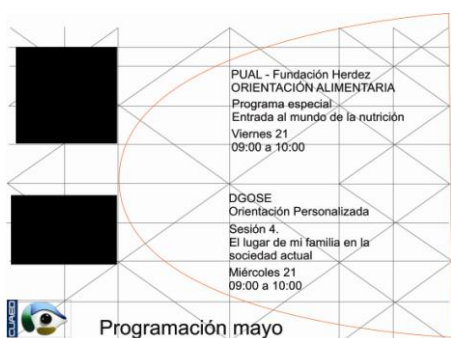 PUAL - Fundación Herdez
ORIENTACIÓN ALIMENTARIA
Programa especial
Entrada al mundo de la nutrición
Viernes 21
09:00 a 10:00
DGOSE
Orientación Personalizada
Sesión 4.
El lugar de mi familia en la
sociedad actual
Miércoles 21
09:00 a 10:00
CUAED
Programación mayo